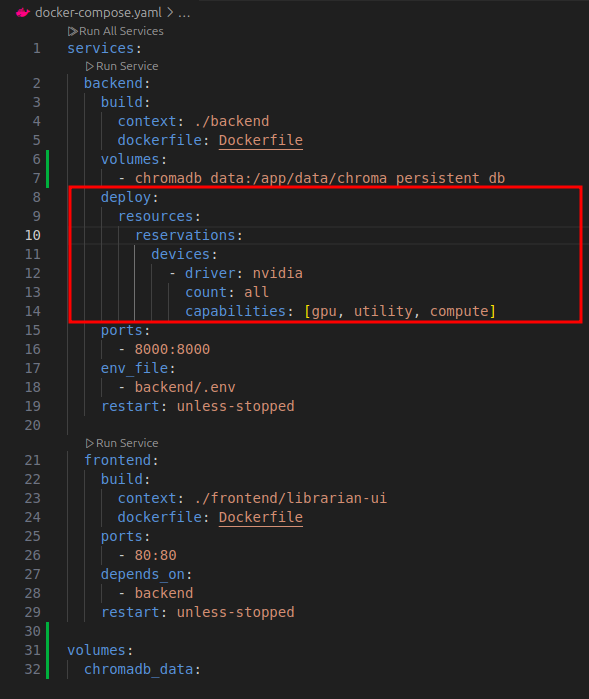 docker-compose.yaml > ...
Run All Services
1 services:
Run Service
2 backend:
3 build:
4 context: ./backend
5 dockerfile: Dockerfile
6 volumes:
7 - chromadb_data:/app/data/chroma_persistent_db
8 deploy:
9 resources:
10 reservations:
11 devices:
12 - driver: nvidia
13 count: all
14 capabilities: [gpu, utility, compute]
15 ports:
16 - 8000:8000
17 env_file:
18 - backend/.env
19 restart: unless-stopped
20
Run Service
21 frontend:
22 build:
23 context: ./frontend/librarian-ui
24 dockerfile: Dockerfile
25 ports:
26 - 80:80
27 depends_on:
28 - backend
29 restart: unless-stopped
30
31 volumes:
32 chromadb_data: